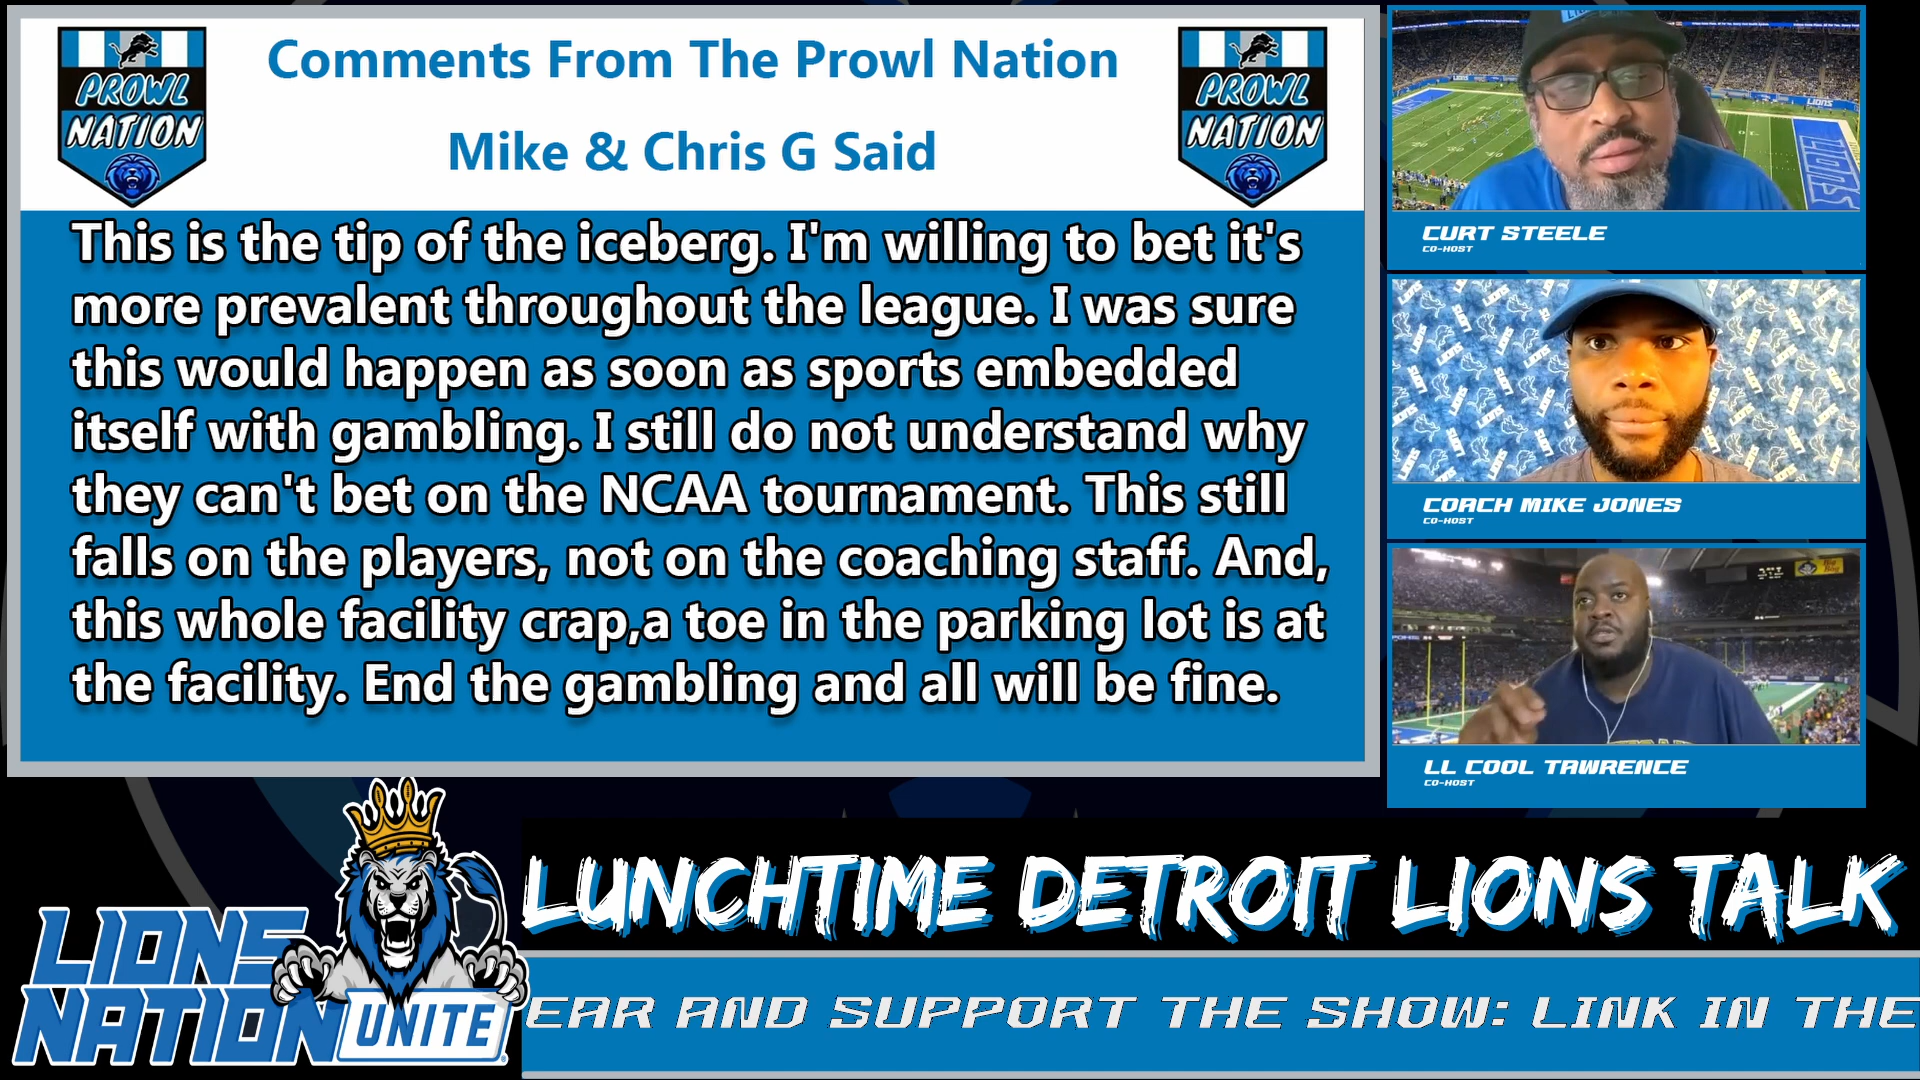 PROWL
NATION
Comments From The Prowl Nation
Mike & Chris G Said
PROWL
NATION
This is the tip of the iceberg. I'm willing to bet it's
more prevalent throughout the league. I was sure
this would happen as soon as sports embedded
itself with gambling. I still do not understand why
they can't bet on the NCAA tournament. This still
falls on the players, not on the coaching staff. And,
this whole facility crap,a toe in the parking lot is at
the facility. End the gambling and all will be fine.
LIONS
CURT STEELE
CO-HOST
COACH MIKE JONES
CO-HOST
LL COOL TAWRENCE
CO-HOST
LIONS
NATION
UNITE
LUNCHTIME DETROIT LIONS TALK
EAR AND SUPPORT THE SHOW: LINK IN THE